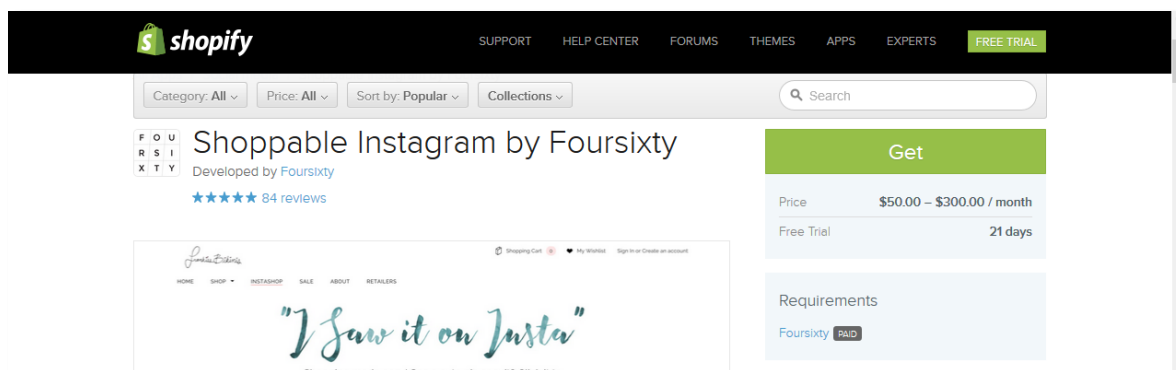 shopify
SUPPORT HELP CENTER FORUMS THEMES APPS EXPERTS FREE TRIAL
Category: All Price: All Sort by: Popular Collections Search
F O U
R S I
X T Y
Shoppable Instagram by Foursixty
Developed by Foursixty
84 reviews
Get
Price $50.00 – $300.00 / month
Free Trial 21 days
Shopping Cart 0 My Wishlist Sign in or Create an account
HOME SHOP INSTASHOP SALE ABOUT RETAILERS
"I Saw it on Insta"
Requirements
Foursixty PAID